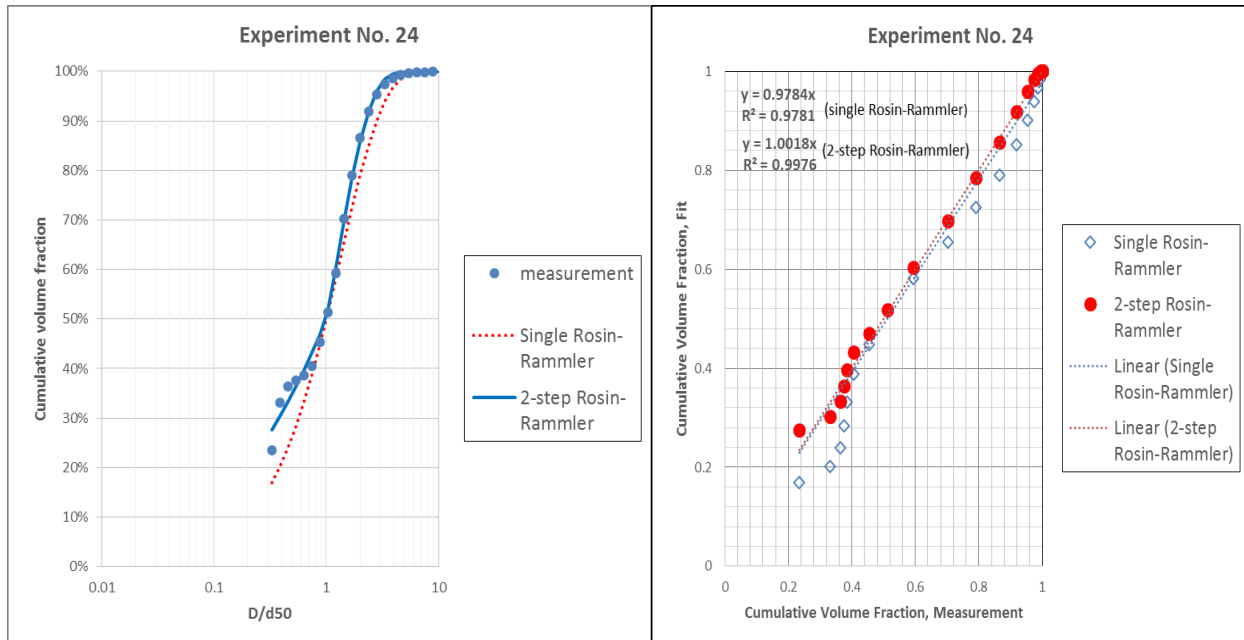 Experiment No. 24
100%
90%
80%
70%
60%
50%
40%
30%
20%
10%
0%
0.01
0.1
1
10
Cumulative volume fraction
D/d50
measurement
Single Rosin-
Rammler
2-step Rosin-
Rammler
Experiment No. 24
1
0.8
0.6
0.4
0.2
0
0
0.2
0.4
0.6
0.8
1
Cumulative Volume Fraction, Fit
Cumulative Volume Fraction, Measurement
y = 0.9784x
R² = 0.9781 (single Rosin-Rammler)
y = 1.0018x
R² = 0.9976 (2-step Rosin-Rammler)
Single Rosin-
Rammler
2-step Rosin-
Rammler
Linear (Single
Rosin-Rammler)
Linear (2-step
Rosin-Rammler)